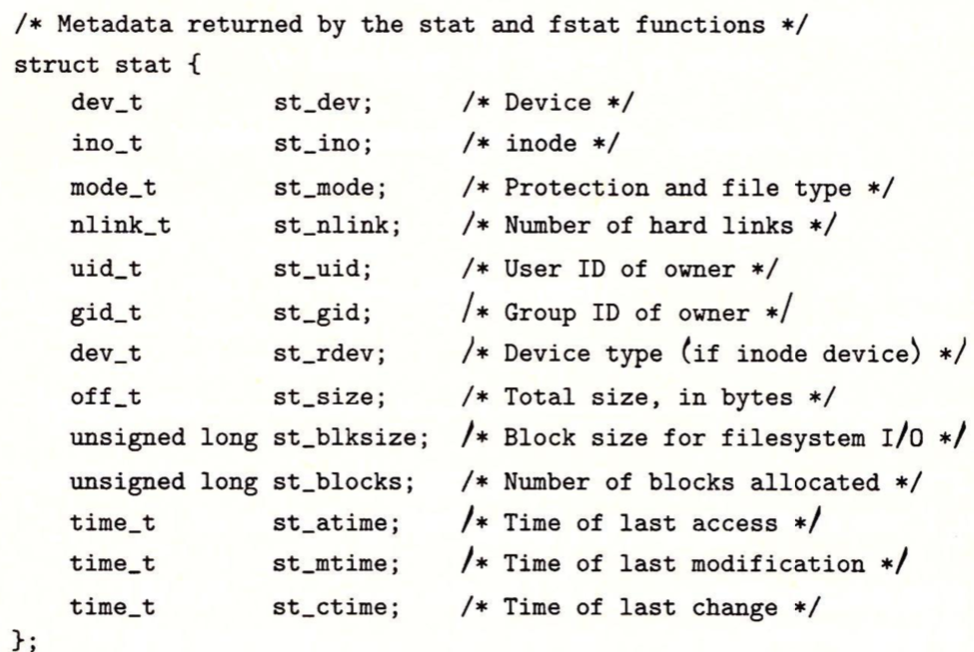 /* Metadata returned by the stat and fstat functions */
struct stat {
    dev_t         st_dev;     /* Device */
    ino_t         st_ino;     /* inode */
    mode_t        st_mode;    /* Protection and file type */
    nlink_t       st_nlink;   /* Number of hard links */
    uid_t         st_uid;     /* User ID of owner */
    gid_t         st_gid;     /* Group ID of owner */
    dev_t         st_rdev;    /* Device type (if inode device) */
    off_t         st_size;    /* Total size, in bytes */
    unsigned long st_blksize; /* Block size for filesystem I/O */
    unsigned long st_blocks;  /* Number of blocks allocated */
    time_t        st_atime;   /* Time of last access */
    time_t        st_mtime;   /* Time of last modification */
    time_t        st_ctime;   /* Time of last change */
};